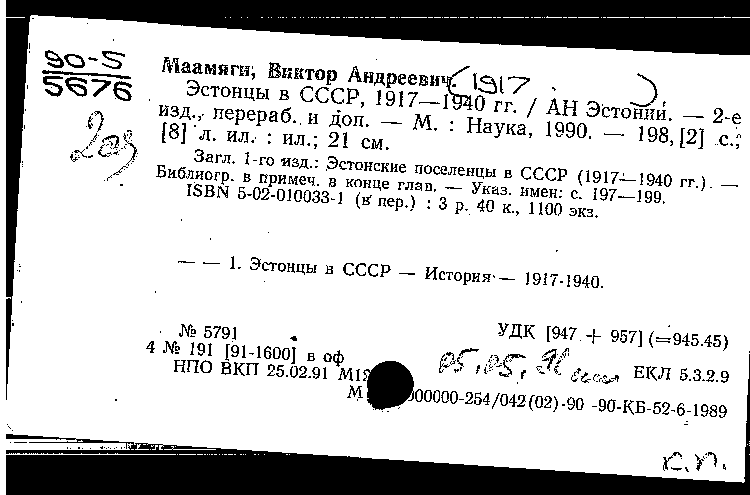 90-5
5676
2аз
Маамяги, Виктор Андреевич. (1917 . ).
Эстонцы в СССР, 1917—1940 гг. / АН Эстонии. — 2-е
изд., перераб. и доп. — М. : Наука, 1990. — 198, [2] с.;
[8] л. ил. : ил.; 21 см.
Загл. 1-го изд.: Эстонские поселенцы в СССР (1917—1940 гг.). —
Библиогр. в примеч. в конце глав. — Указ. имен: с. 197—199.
ISBN 5-02-010033-1 (в пер.) : 3 р. 40 к., 1100 экз.
— — 1. Эстонцы в СССР — История — 1917-1940.
№ 5791
УДК [947 + 957] (=945.45)
4 № 191 [91-1600] в оф
05.05.91
ЕКЛ 5.3.2.9
НПО ВКП 25.02.91
М 000000-254/042(02)-90 -90-КБ-52-6-1989
к.п.